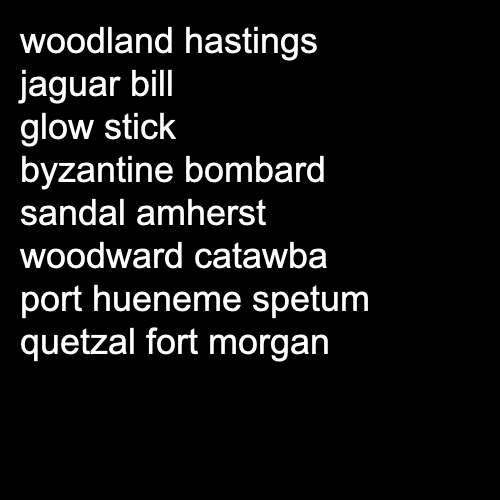 woodland hastings
jaguar bill
glow stick
byzantine bombard
sandal amherst
woodward catawba
port hueneme spetum
quetzal fort morgan